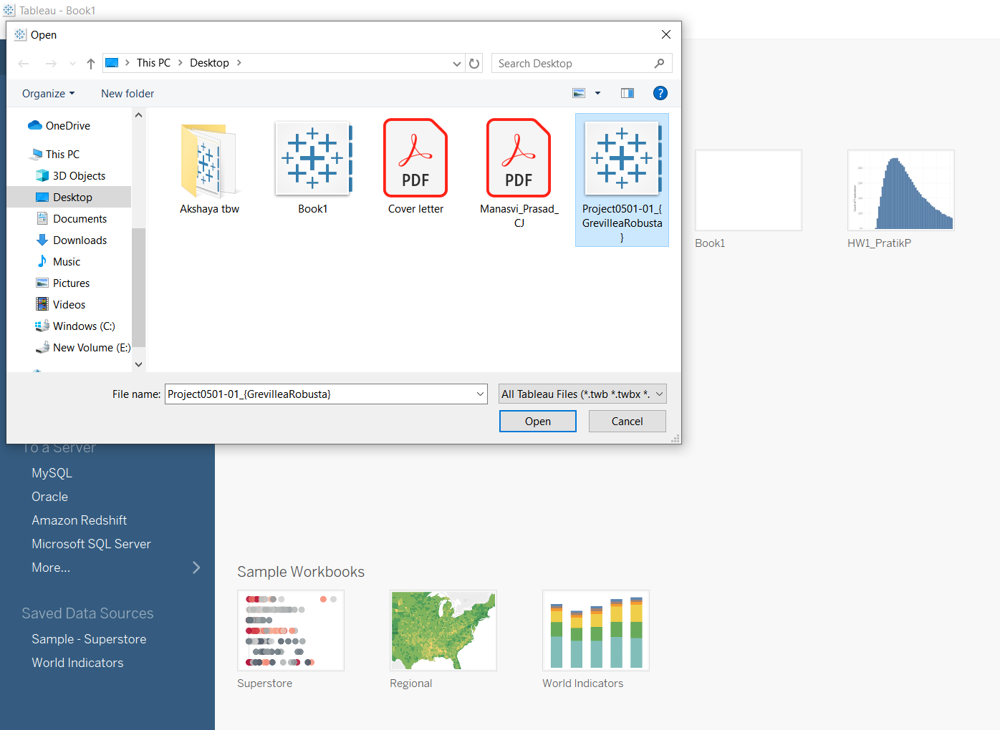 Tableau - Book1
Open
This PC > Desktop >
Search Desktop
Organize
New folder
?
OneDrive
This PC
3D Objects
Desktop
Documents
Downloads
Music
Pictures
Videos
Windows (C:)
New Volume (E:)
Akshaya tbw
Book1
PDF
Cover letter
PDF
Manasvi_Prasad_
CJ
Project0501-01_{
GrevilleaRobusta
}
File name:
Project0501-01_{GrevilleaRobusta}
All Tableau Files (*.twb *.twbx *.
Open
Cancel
Book1
HW1_PratikP
To a Server
MySQL
Oracle
Amazon Redshift
Microsoft SQL Server
More...
Saved Data Sources
Sample - Superstore
World Indicators
Sample Workbooks
Superstore
Regional
World Indicators